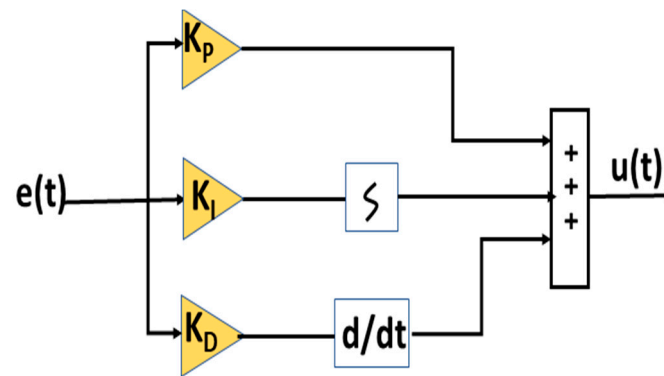 K_P
e(t)
K_I
∫
+
+
+
u(t)
K_D
d/dt